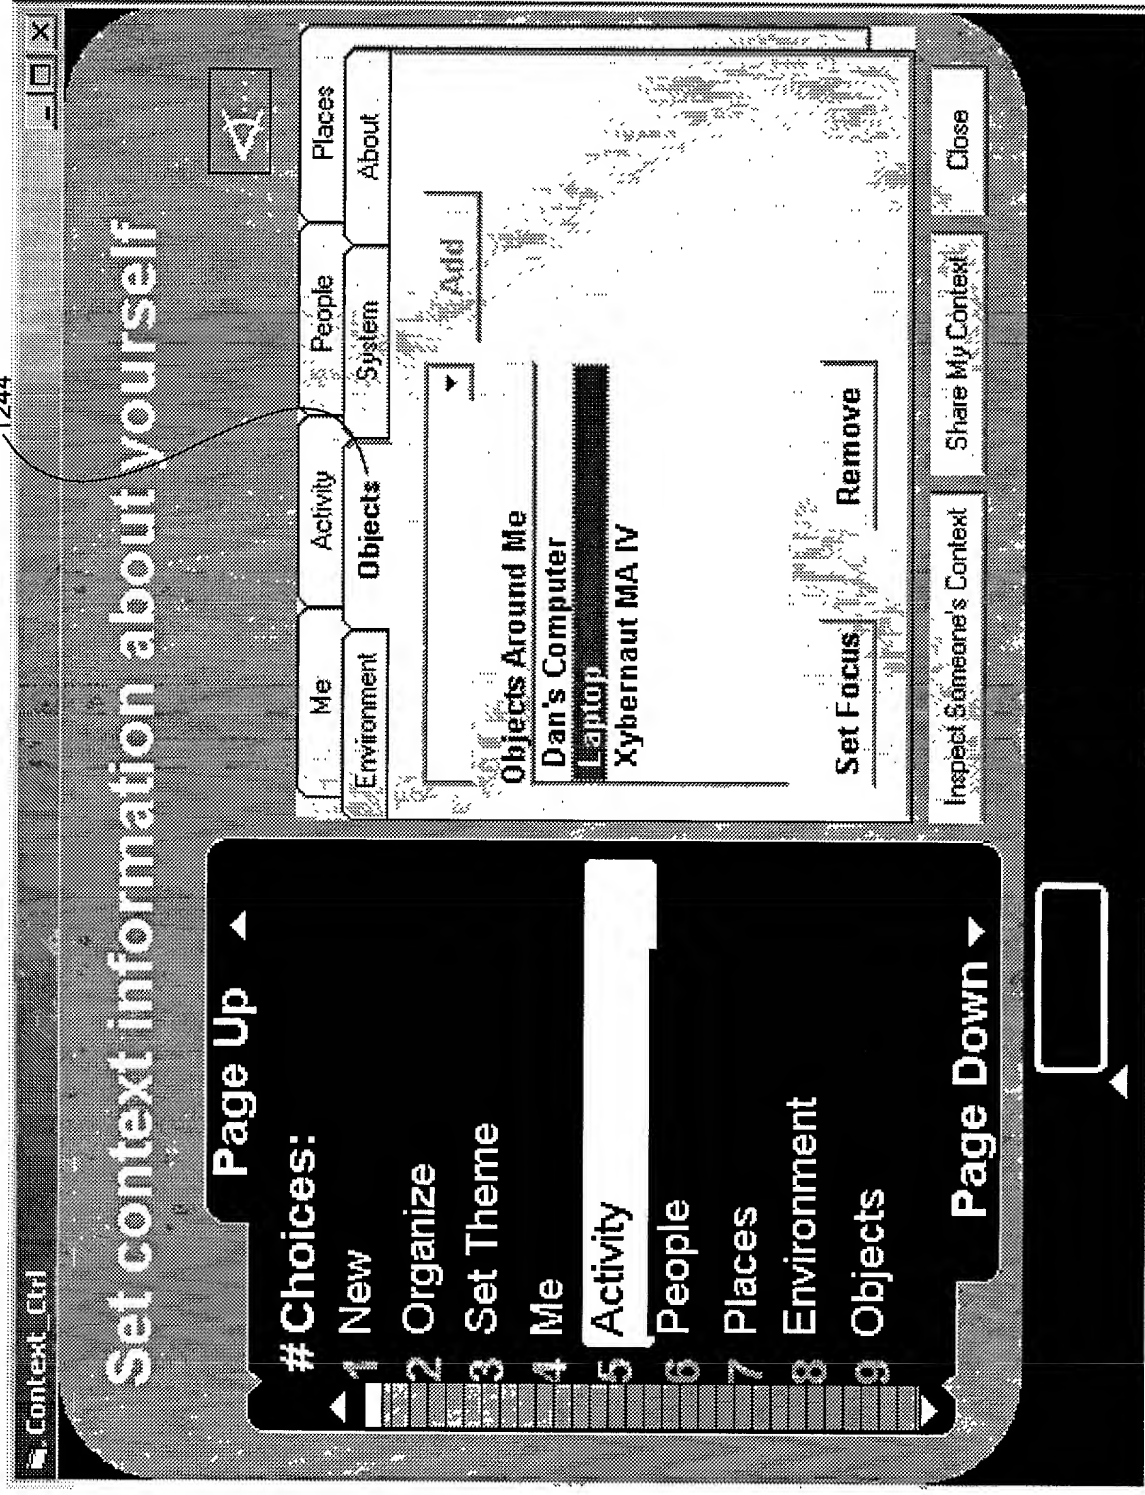 1244
Context_Ctrl
Set context information about yourself
Page Up
# Choices:
1 New
2 Organize
3 Set Theme
4 Me
5 Activity
6 People
7 Places
8 Environment
9 Objects
Page Down
Me Activity People Places
Environment Objects System About
Add
Objects Around Me
Dan's Computer
Laptop
Xybernaut MA IV
Set Focus Remove
Inspect Someone's Context Share My Context Close